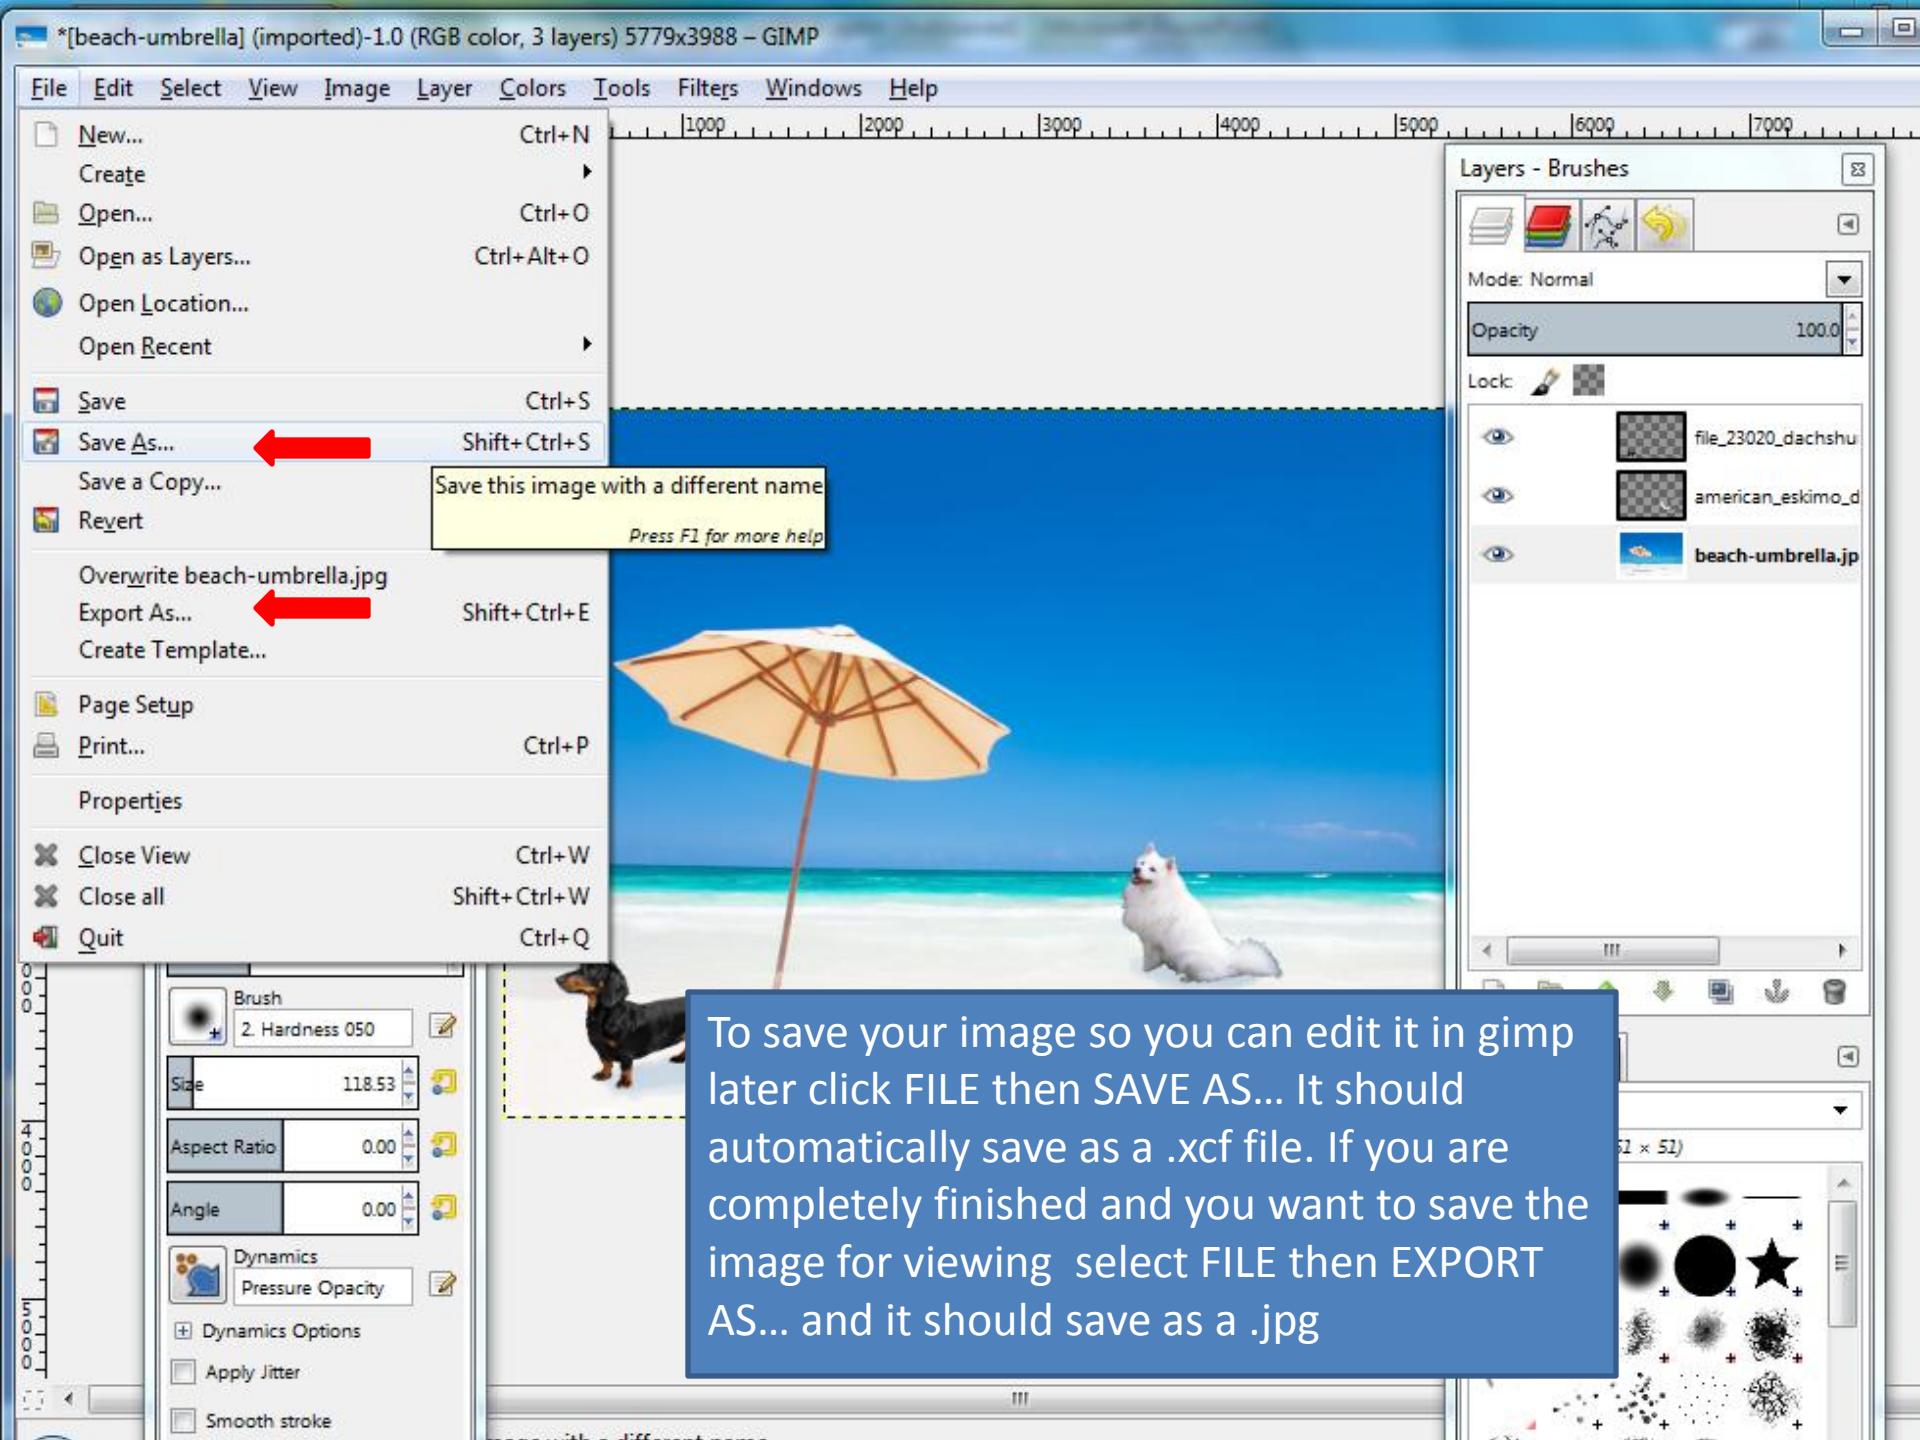 *[beach-umbrella] (imported)-1.0 (RGB color, 3 layers) 5779x3988 – GIMP
File Edit Select View Image Layer Colors Tools Filters Windows Help
1000 2000 3000 4000 5000 6000 7000
New... Ctrl+N
Create
Open... Ctrl+O
Open as Layers... Ctrl+Alt+O
Open Location...
Open Recent
Save Ctrl+S
Save As... Shift+Ctrl+S
Save a Copy...
Revert
Save this image with a different name
Press F1 for more help
Overwrite beach-umbrella.jpg
Export As... Shift+Ctrl+E
Create Template...
Page Setup
Print... Ctrl+P
Properties
Close View Ctrl+W
Close all Shift+Ctrl+W
Quit Ctrl+Q
Layers - Brushes
Mode: Normal
Opacity 100.0
Lock:
file_23020_dachshu
american_eskimo_d
beach-umbrella.jp
Brush
2. Hardness 050
Size 118.53
Aspect Ratio 0.00
Angle 0.00
Dynamics
Pressure Opacity
Dynamics Options
Apply Jitter
Smooth stroke
4000
5000
51 × 51)
To save your image so you can edit it in gimp
later click FILE then SAVE AS... It should
automatically save as a .xcf file. If you are
completely finished and you want to save the
image for viewing  select FILE then EXPORT
AS... and it should save as a .jpg